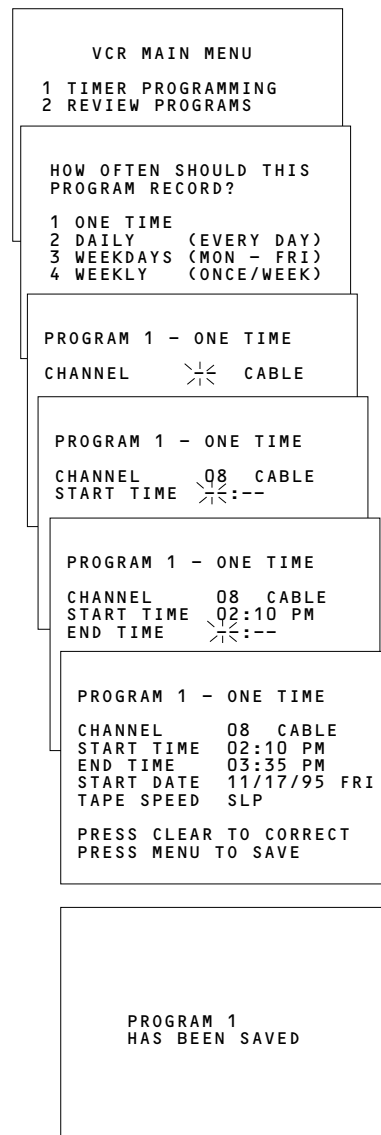 VCR MAIN MENU
1 TIMER PROGRAMMING
2 REVIEW PROGRAMS
HOW OFTEN SHOULD THIS
PROGRAM RECORD?
1 ONE TIME
2 DAILY (EVERY DAY)
3 WEEKDAYS (MON - FRI)
4 WEEKLY (ONCE/WEEK)
PROGRAM 1 - ONE TIME
CHANNEL -- CABLE
PROGRAM 1 - ONE TIME
CHANNEL 08 CABLE
START TIME --:--
PROGRAM 1 - ONE TIME
CHANNEL 08 CABLE
START TIME 02:10 PM
END TIME --:--
PROGRAM 1 - ONE TIME
CHANNEL 08 CABLE
START TIME 02:10 PM
END TIME 03:35 PM
START DATE 11/17/95 FRI
TAPE SPEED SLP
PRESS CLEAR TO CORRECT
PRESS MENU TO SAVE
PROGRAM 1
HAS BEEN SAVED